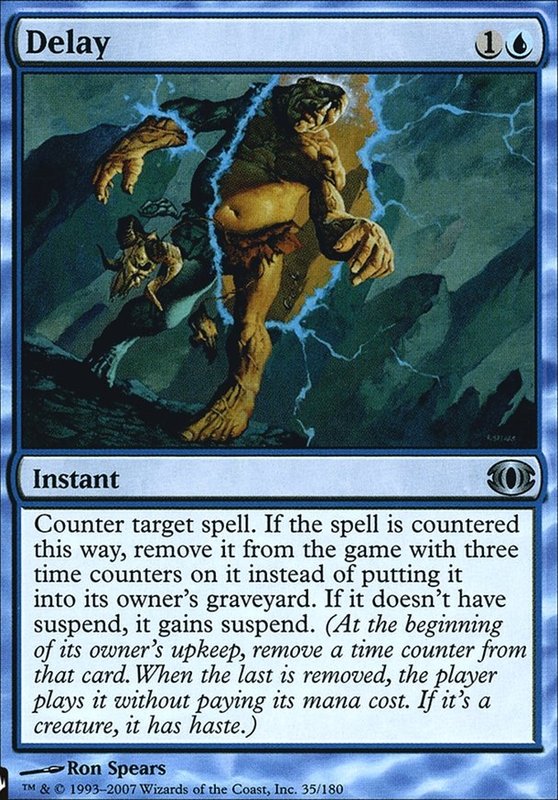 Delay
1
Instant
Counter target spell. If the spell is countered
this way, remove it from the game with three
time counters on it instead of putting it
into its owner's graveyard. If it doesn't have
suspend, it gains suspend. (At the beginning
of its owner's upkeep, remove a time counter from
that card. When the last is removed, the player
plays it without paying its mana cost. If it's a
creature, it has haste.)
Ron Spears
™ & © 1993–2007 Wizards of the Coast, Inc. 35/180